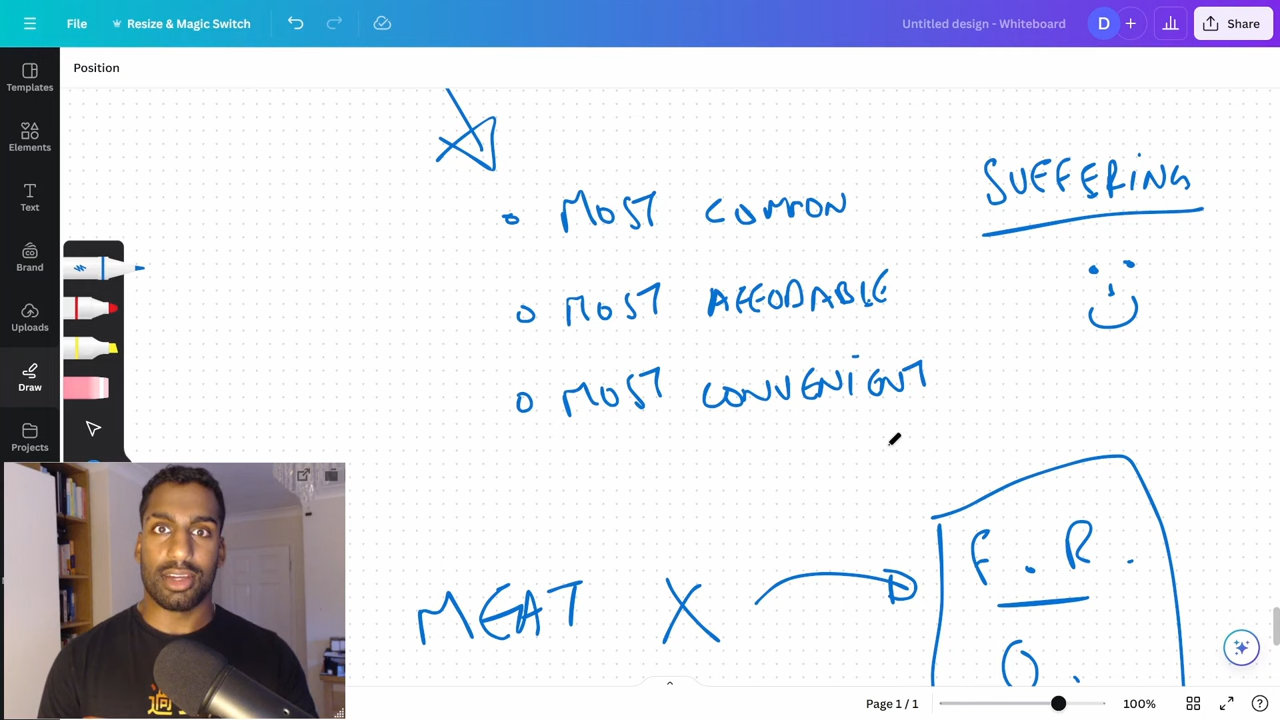 File
Resize & Magic Switch
Untitled design - Whiteboard
D
Share
Position
Templates
Elements
Text
Brand
Uploads
Draw
Projects
SUFFERING
MOST COMMON
MOST AFFODABLE
MOST CONVENIENT
MEAT X
F. R.
O.
Page 1 / 1
100%